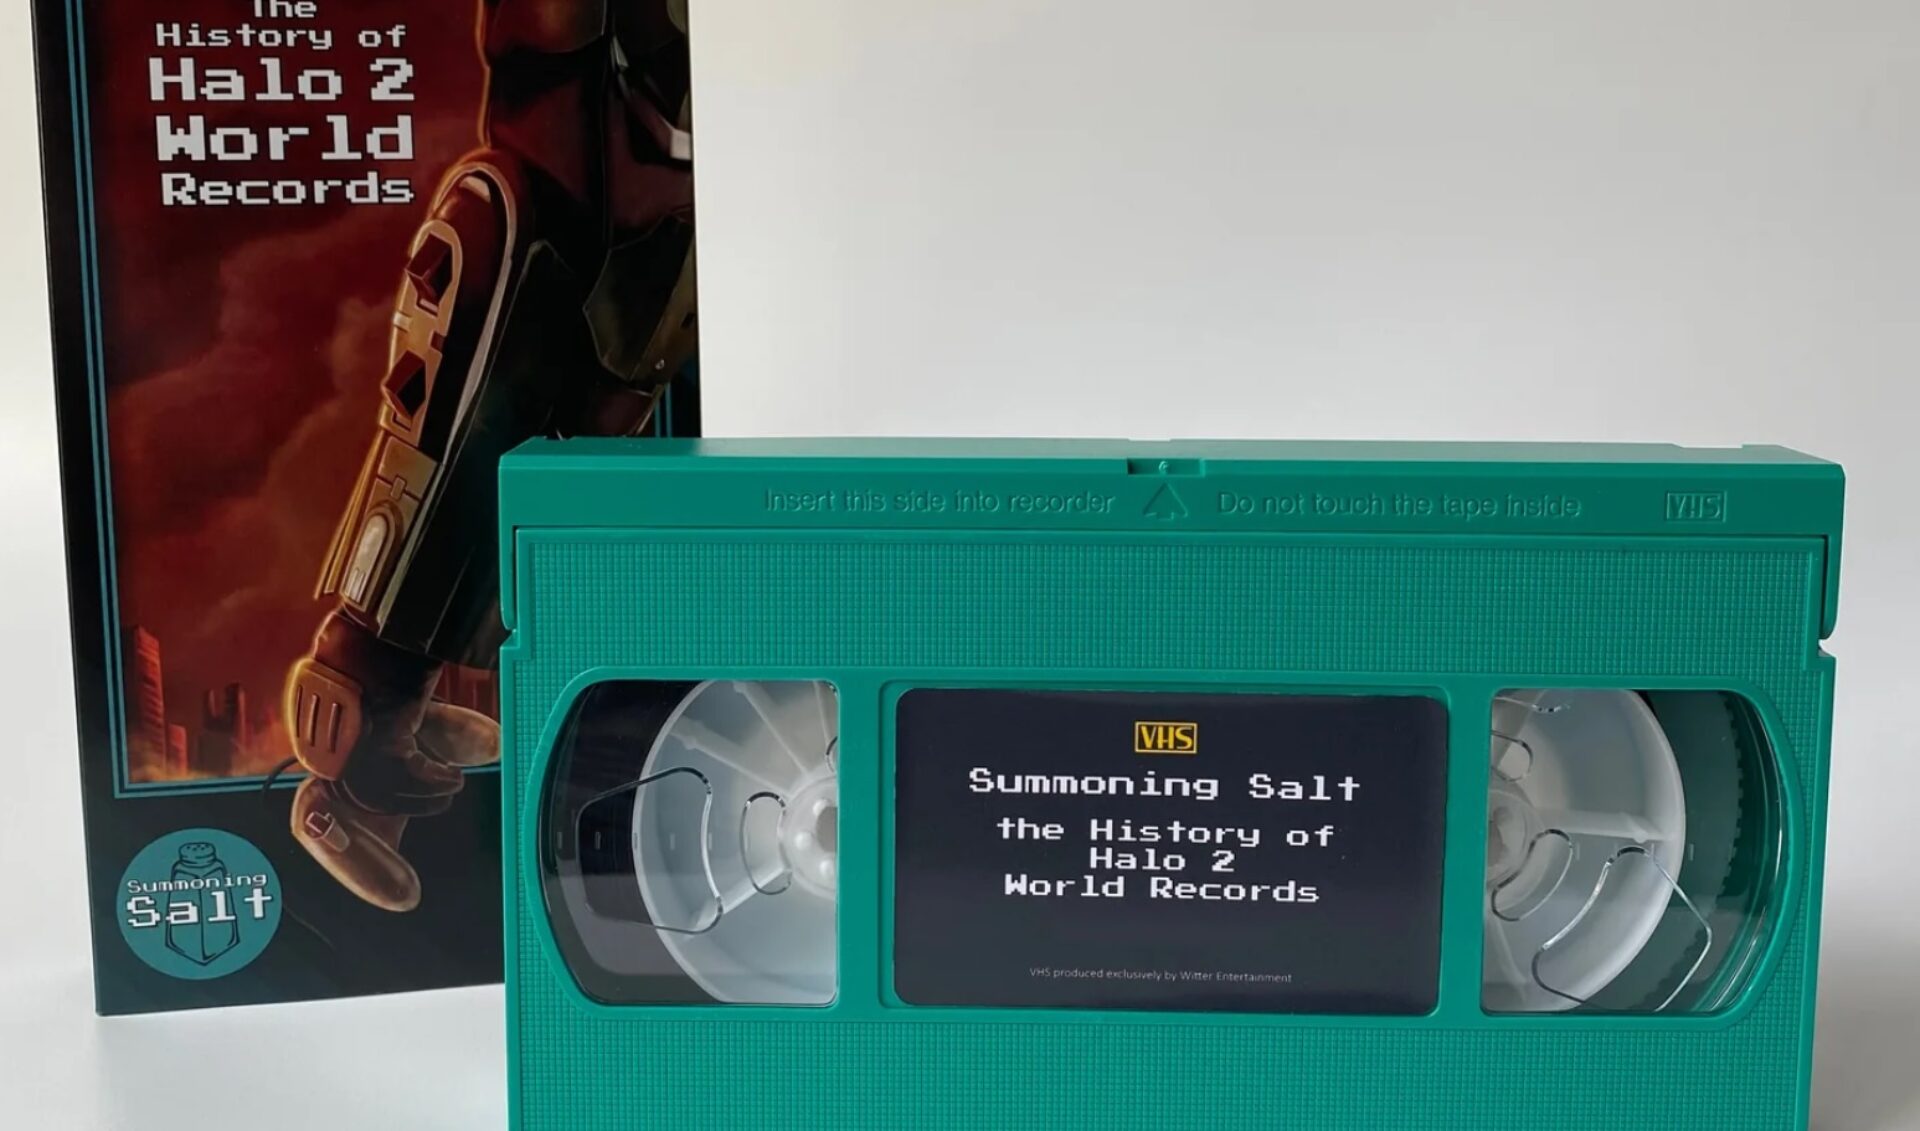 The
History of
Halo 2
World
Records
Summoning
Salt
Insert this side into recorder Do not touch the tape inside VHS
VHS
Summoning Salt
the History of
Halo 2
World Records
VHS produced exclusively by Witter Entertainment